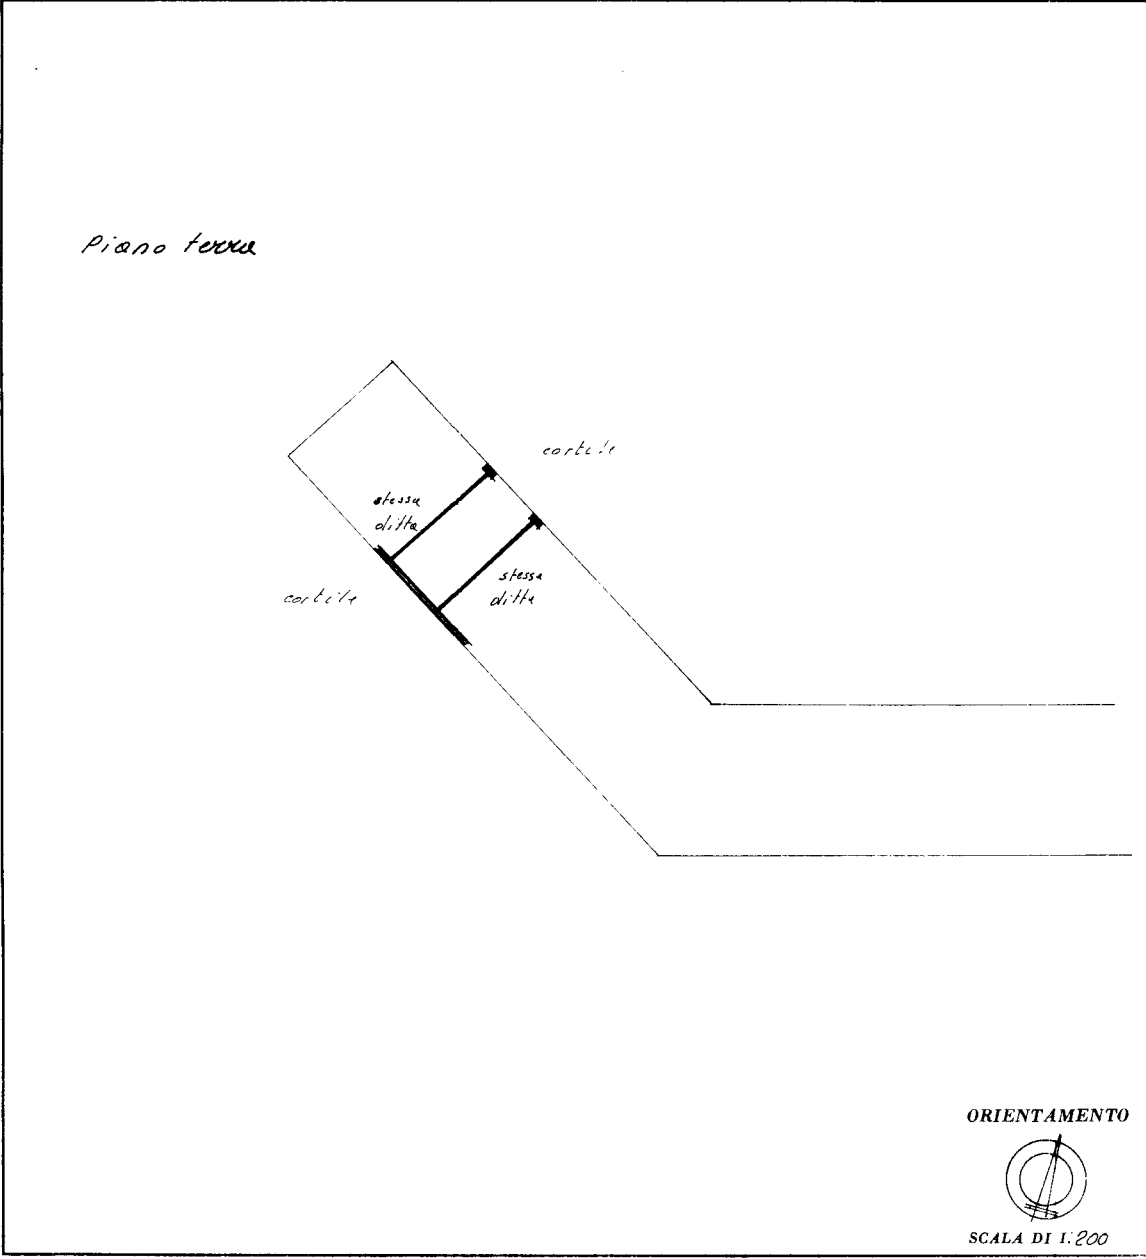 Piano terra
cortile
stessa
ditta
stessa
ditta
cortile
ORIENTAMENTO
SCALA DI 1:200